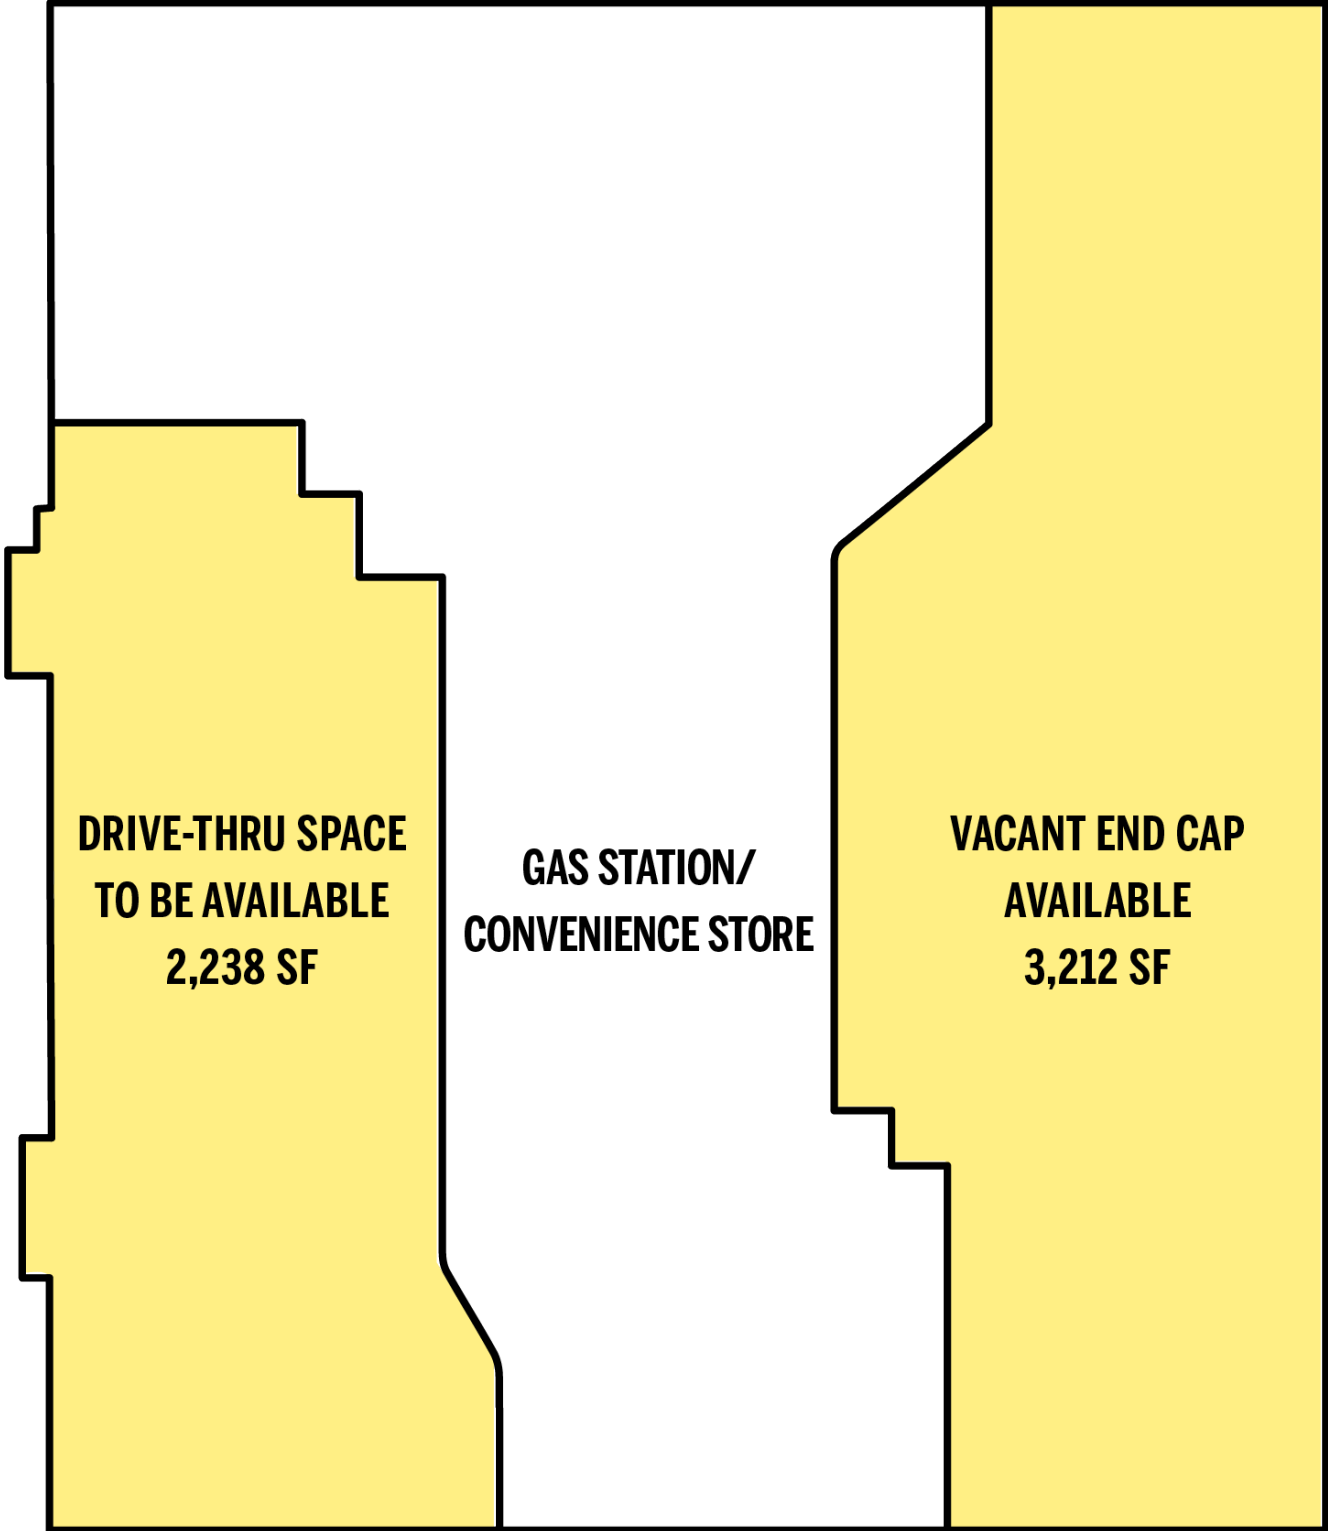 DRIVE-THRU SPACE
TO BE AVAILABLE
2,238 SF
GAS STATION/
CONVENIENCE STORE
VACANT END CAP
AVAILABLE
3,212 SF